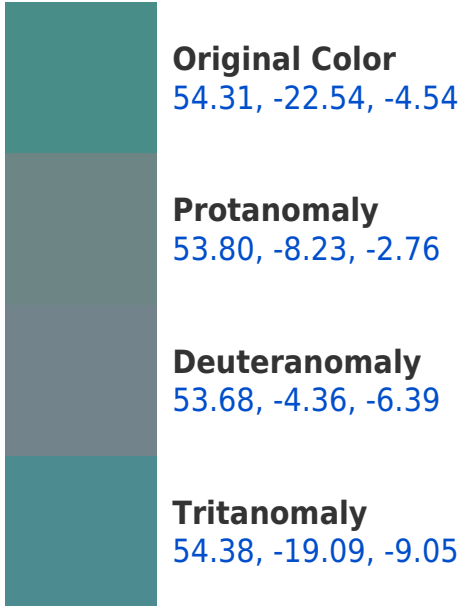 Original Color
54.31, -22.54, -4.54
Protanomaly
53.80, -8.23, -2.76
Deuteranomaly
53.68, -4.36, -6.39
Tritanomaly
54.38, -19.09, -9.05